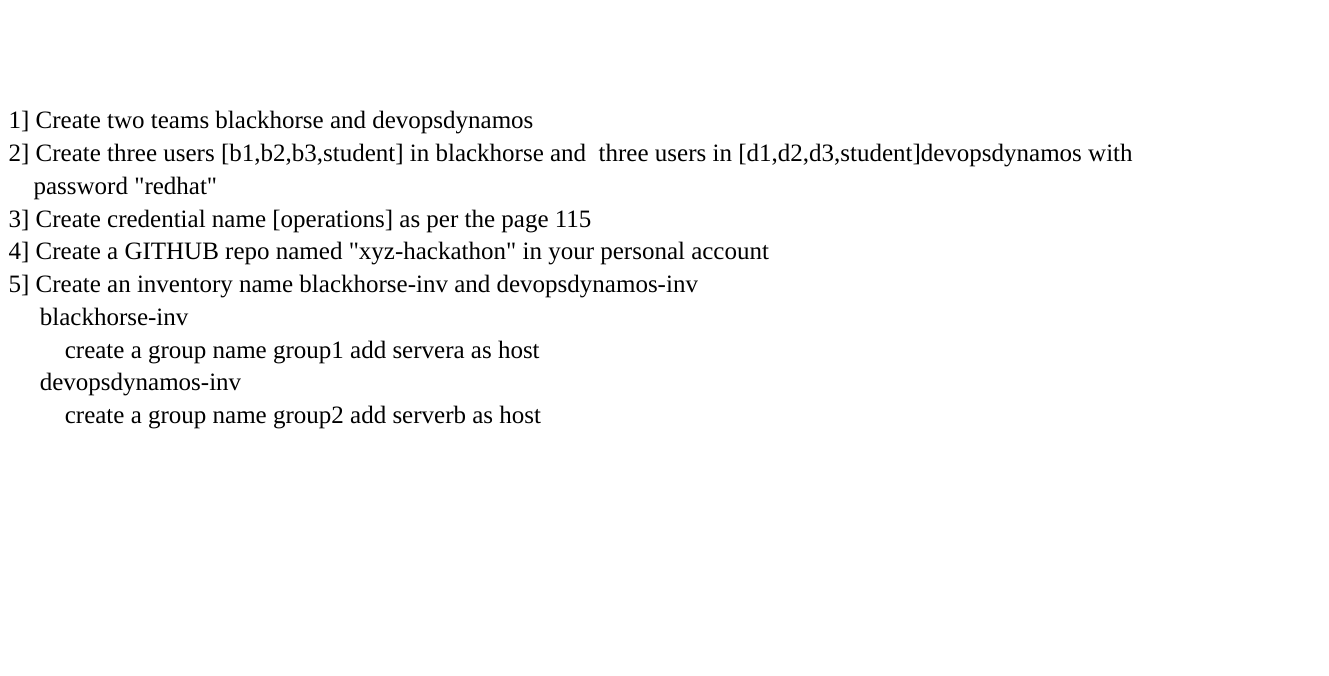 1] Create two teams blackhorse and devopsdynamos
2] Create three users [b1,b2,b3,student] in blackhorse and  three users in [d1,d2,d3,student]devopsdynamos with
password "redhat"
3] Create credential name [operations] as per the page 115
4] Create a GITHUB repo named "xyz-hackathon" in your personal account
5] Create an inventory name blackhorse-inv and devopsdynamos-inv
blackhorse-inv
create a group name group1 add servera as host
devopsdynamos-inv
create a group name group2 add serverb as host